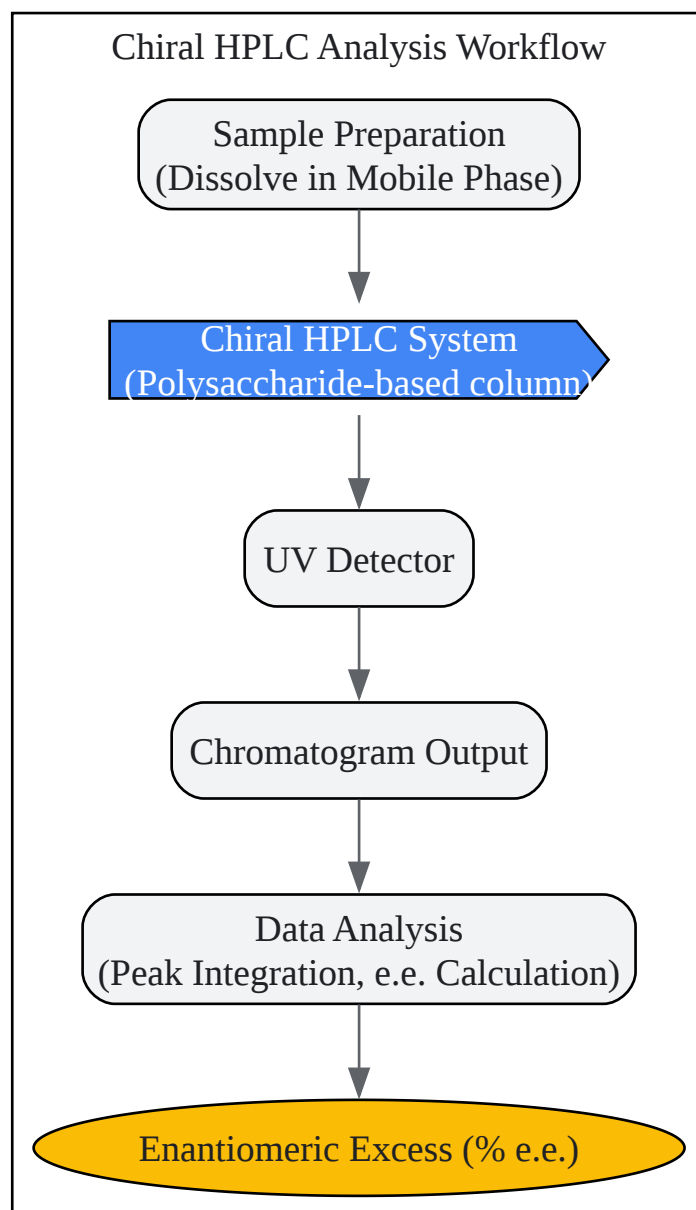 Chiral HPLC Analysis Workflow
Sample Preparation
(Dissolve in Mobile Phase)
Chiral HPLC System
(Polysaccharide-based column)
UV Detector
Chromatogram Output
Data Analysis
(Peak Integration, e.e. Calculation)
Enantiomeric Excess (% e.e.)